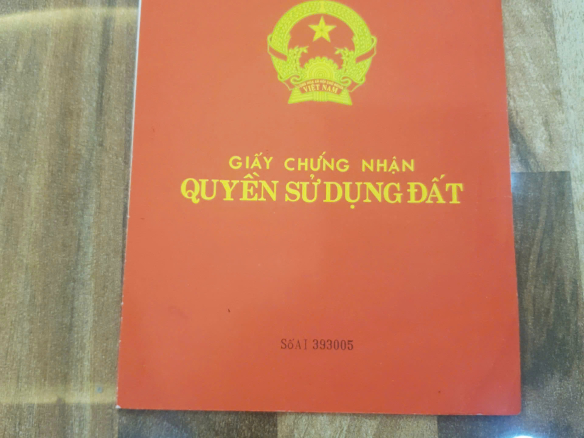 VIỆT NAM
GIẤY CHỨNG NHẬN
QUYỀN SỬ DỤNG ĐẤT
Số AI 393005